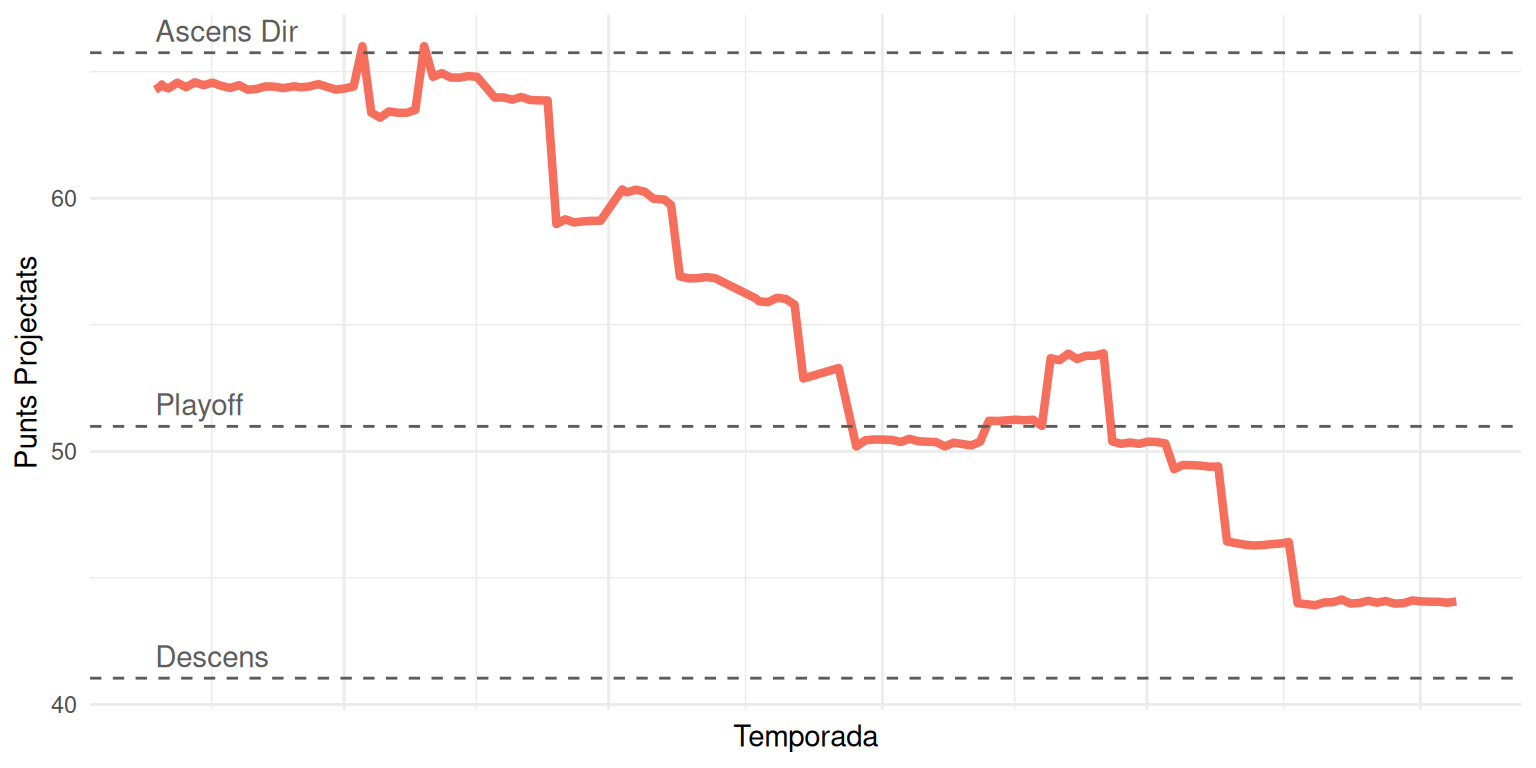 Ascens Dir
60
Punts Projectats
Playoff
50
Descens
40
Temporada